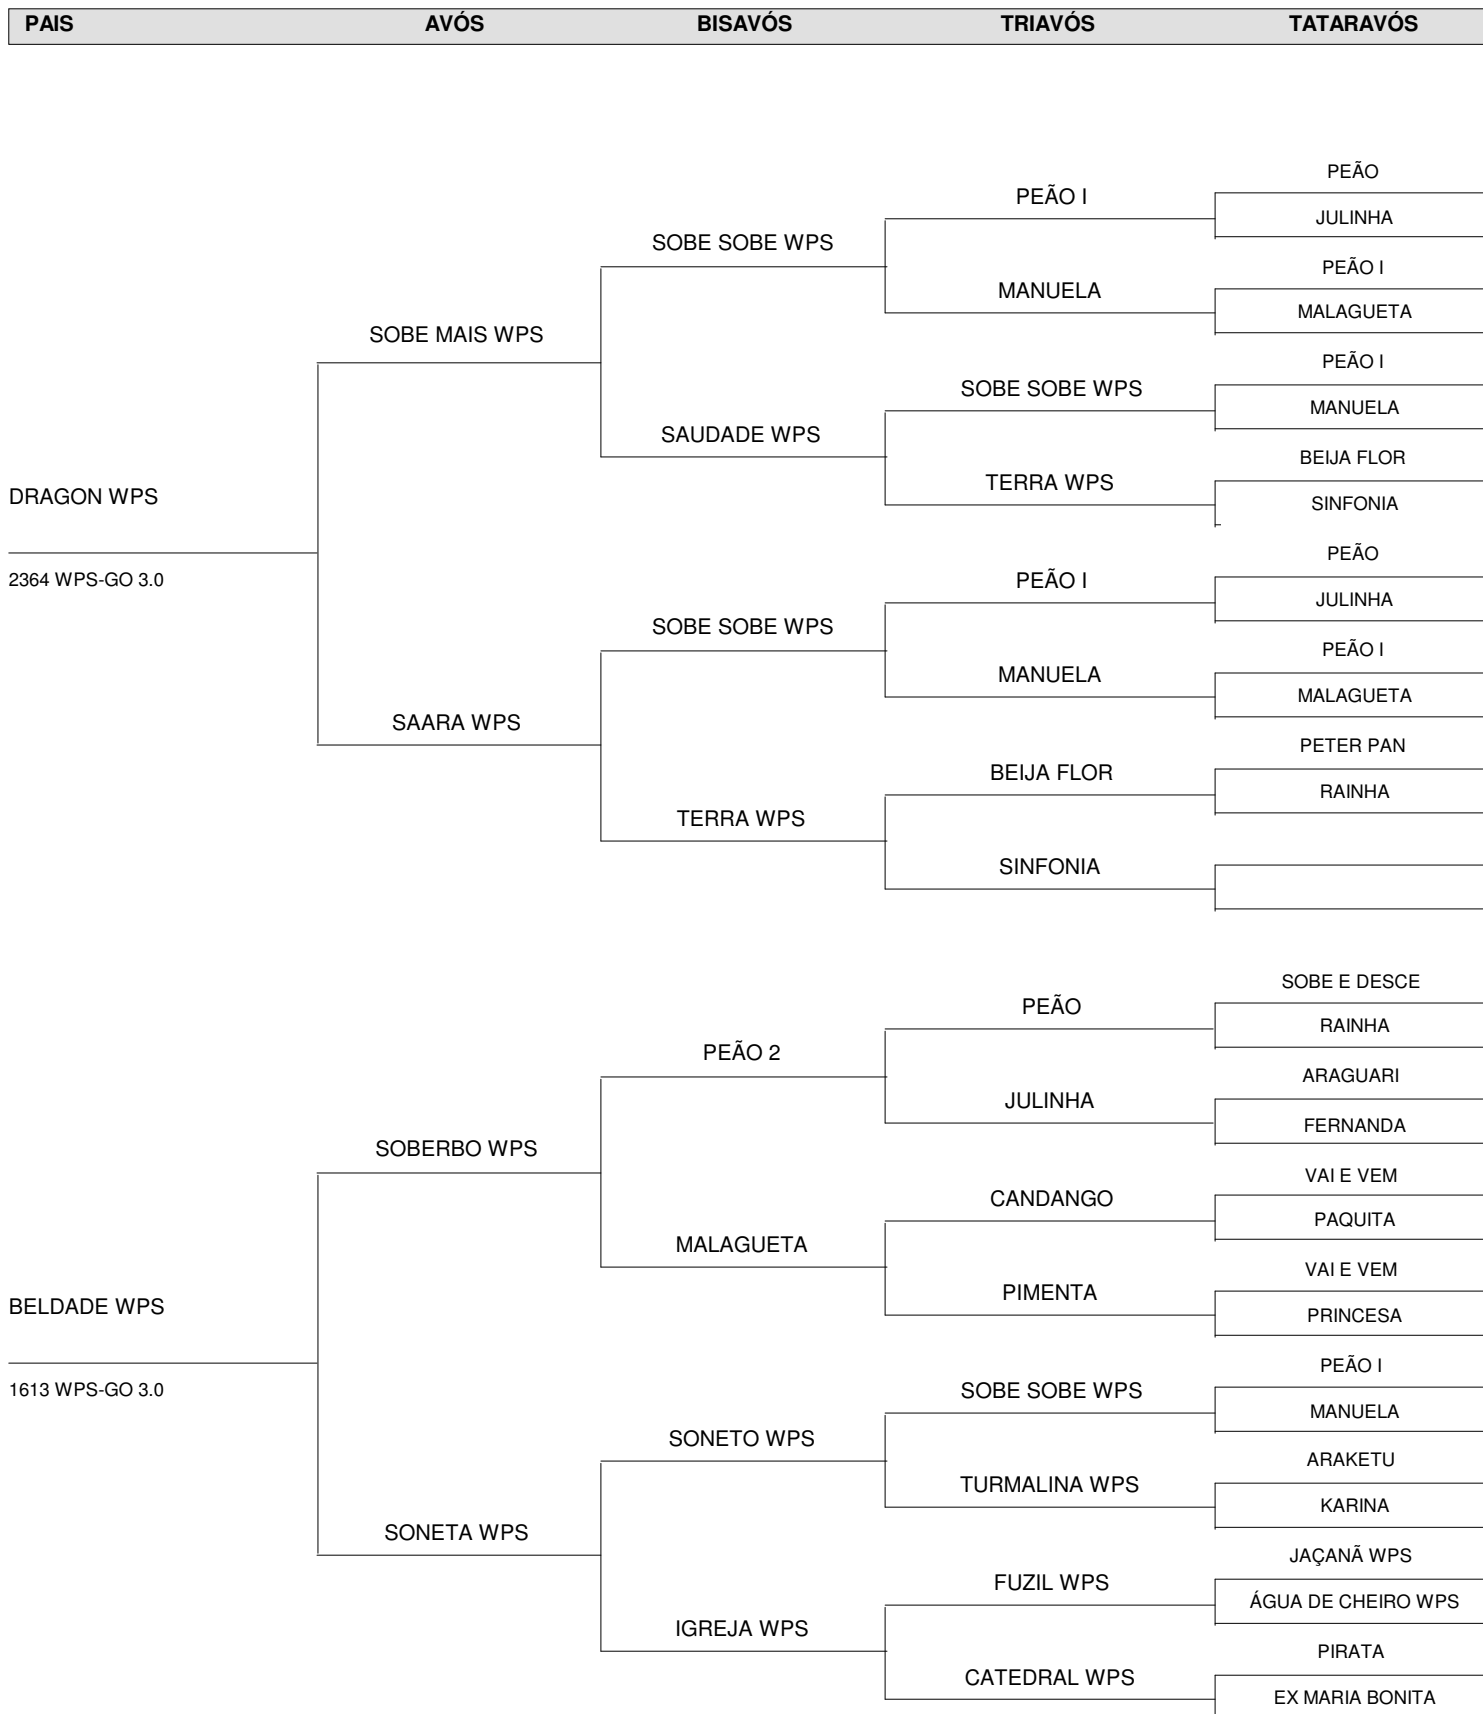 PAIS AVÓS BISAVÓS TRIAVÓS TATARAVÓS
PEÃO
PEÃO I
JULINHA
SOBE SOBE WPS
PEÃO I
MANUELA
MALAGUETA
SOBE MAIS WPS
PEÃO I
SOBE SOBE WPS
MANUELA
SAUDADE WPS
BEIJA FLOR
TERRA WPS
DRAGON WPS
SINFONIA
PEÃO
2364 WPS-GO 3.0
PEÃO I
JULINHA
SOBE SOBE WPS
PEÃO I
MANUELA
MALAGUETA
SAARA WPS
PETER PAN
BEIJA FLOR
RAINHA
TERRA WPS
SINFONIA
SOBE E DESCE
PEÃO
RAINHA
PEÃO 2
ARAGUARI
JULINHA
FERNANDA
SOBERBO WPS
VAI E VEM
CANDANGO
PAQUITA
MALAGUETA
VAI E VEM
PIMENTA
BELDADE WPS
PRINCESA
PEÃO I
1613 WPS-GO 3.0
SOBE SOBE WPS
MANUELA
SONETO WPS
ARAKETU
TURMALINA WPS
KARINA
SONETA WPS
JAÇANÃ WPS
FUZIL WPS
ÁGUA DE CHEIRO WPS
IGREJA WPS
PIRATA
CATEDRAL WPS
EX MARIA BONITA